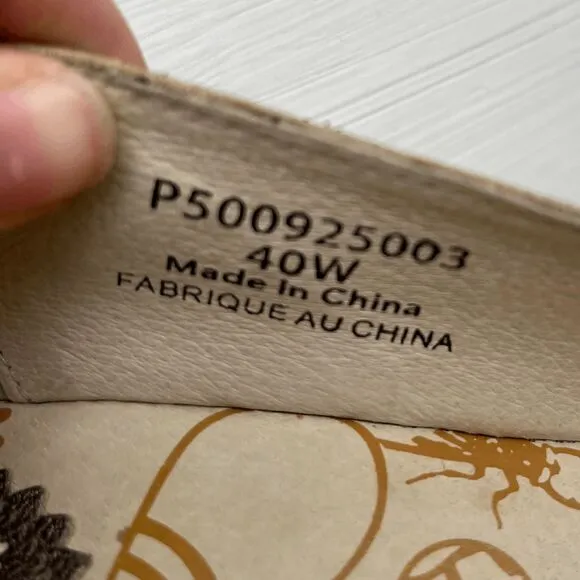 P500925003
40W
Made In China
FABRIQUE AU CHINA